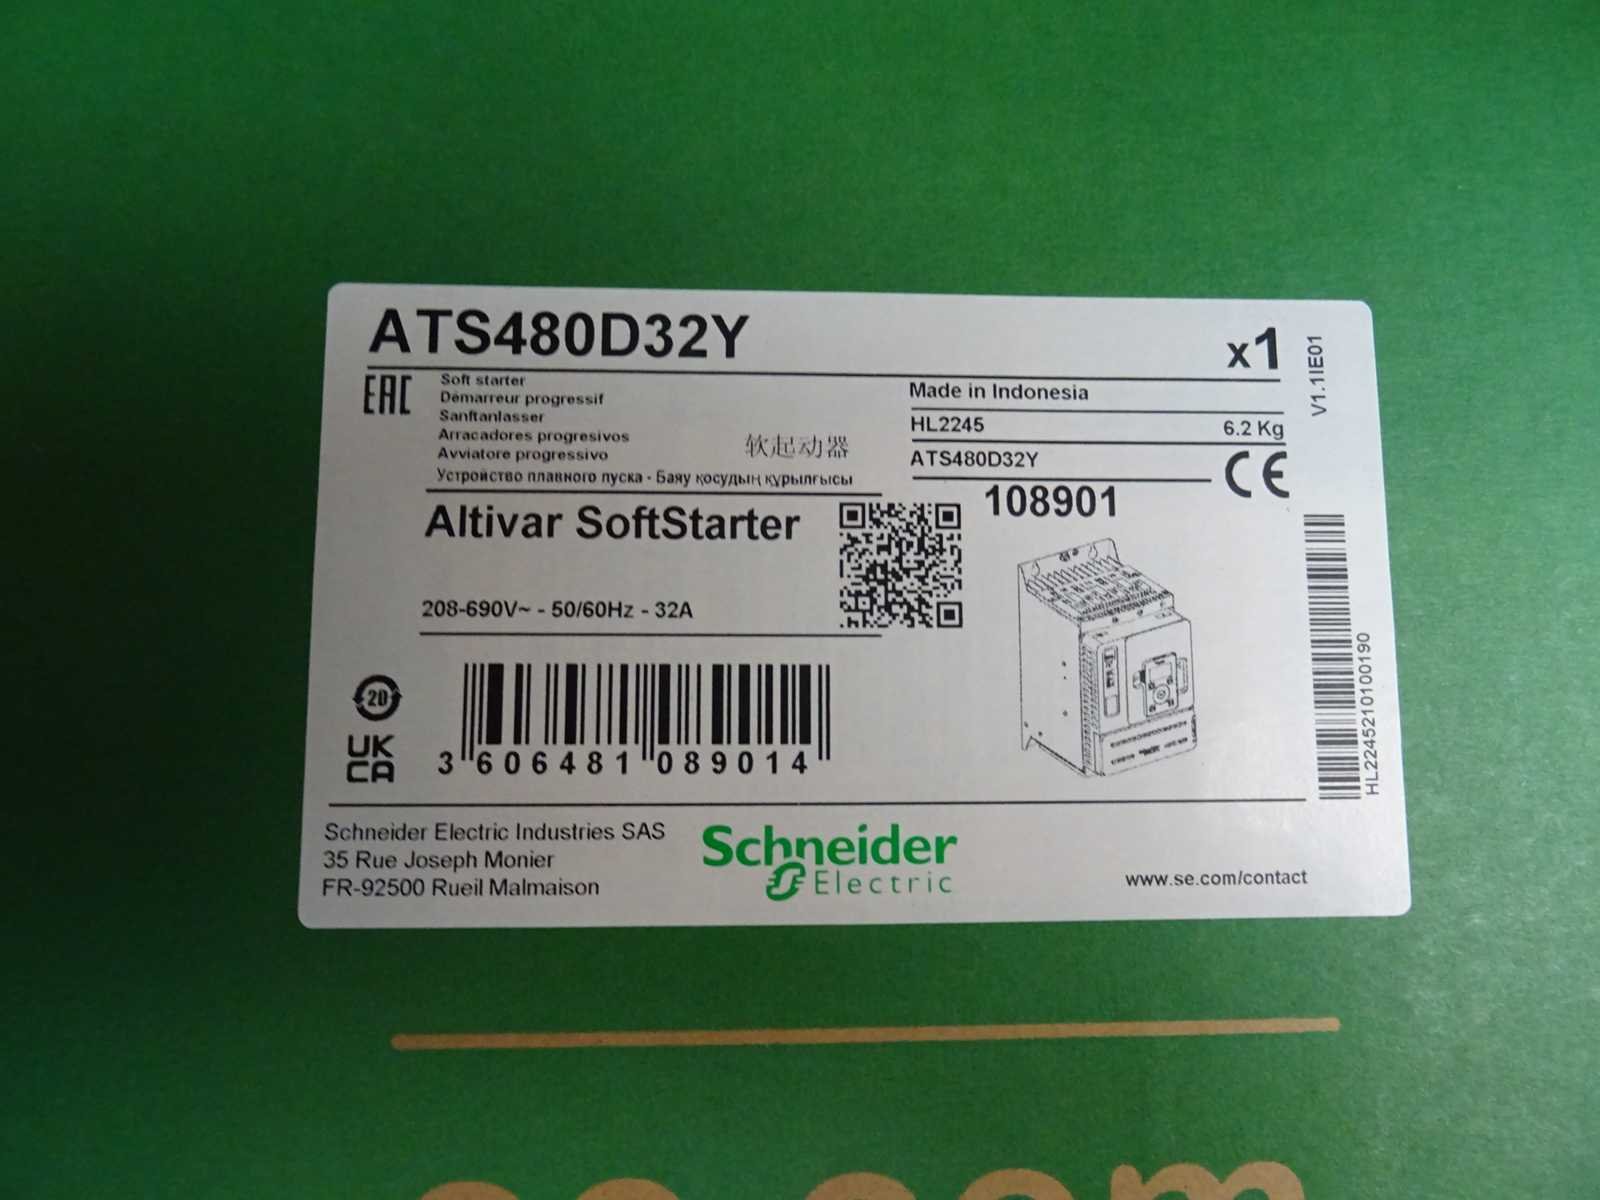 ATS480D32Y
x1
V1.1IE01
EAC
Soft starter
Démarreur progressif
Sanftanlasser
Arracadores progresivos
Avviatore progressivo
软起动器
Устройство плавного пуска - Баяу қосудың құрылғысы
Made in Indonesia
HL2245 6.2 Kg
ATS480D32Y
CE
108901
Altivar SoftStarter
208-690V~ - 50/60Hz - 32A
20
UK
CA
3 606481 089014
HL2245210100190
Schneider Electric Industries SAS
35 Rue Joseph Monier
FR-92500 Rueil Malmaison
Schneider
Electric
www.se.com/contact